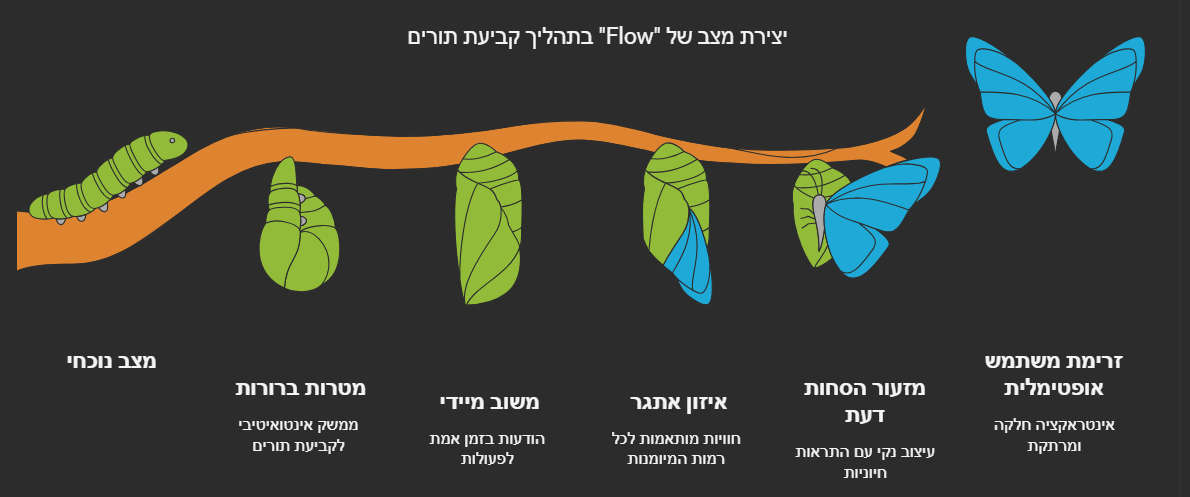 יצירת מצב של "Flow" בתהליך קביעת תורים
מצב נוכחי
מטרות ברורות
ממשק אינטואיטיבי
לקביעת תורים
משוב מיידי
הודעות בזמן אמת
לפעולות
איזון אתגר
חוויות מותאמות לכל
רמות המיומנות
מזעור הסחות
דעת
עיצוב נקי עם התראות
חיוניות
זרימת משתמש
אופטימלית
אינטראקציה חלקה
ומרתקת